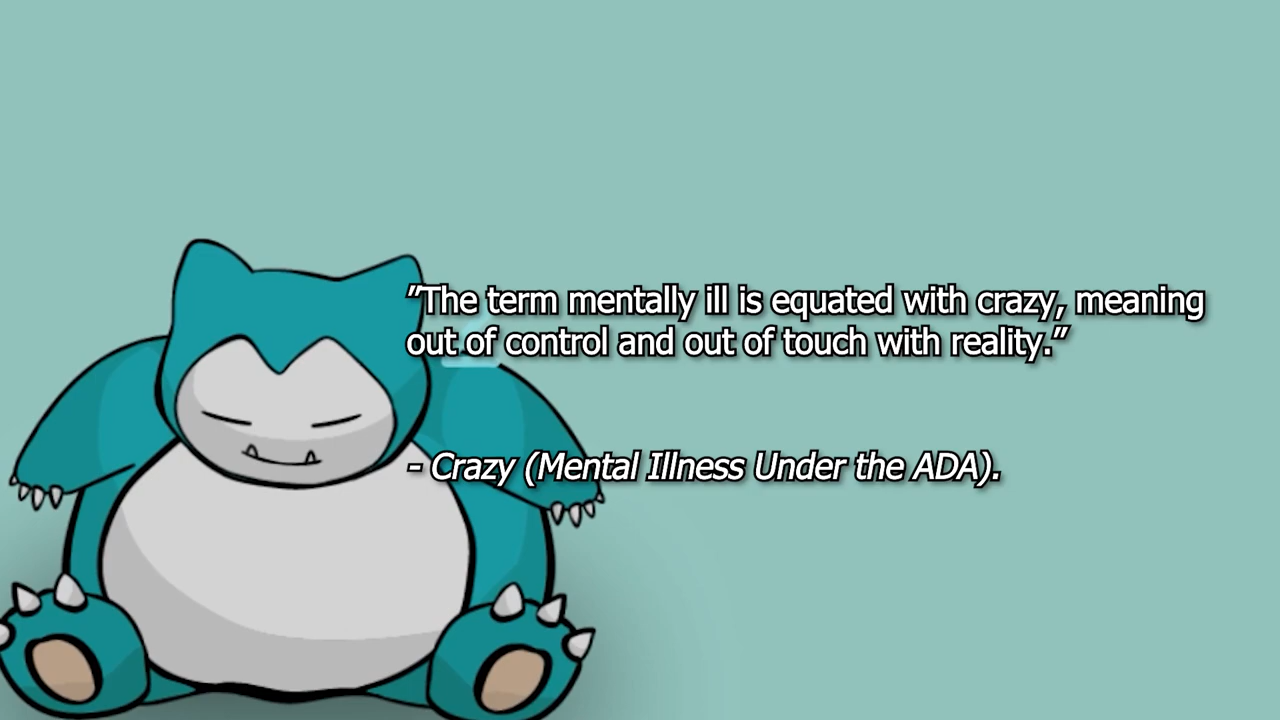 "The term mentally ill is equated with crazy, meaning
out of control and out of touch with reality."
- Crazy (Mental Illness Under the ADA).